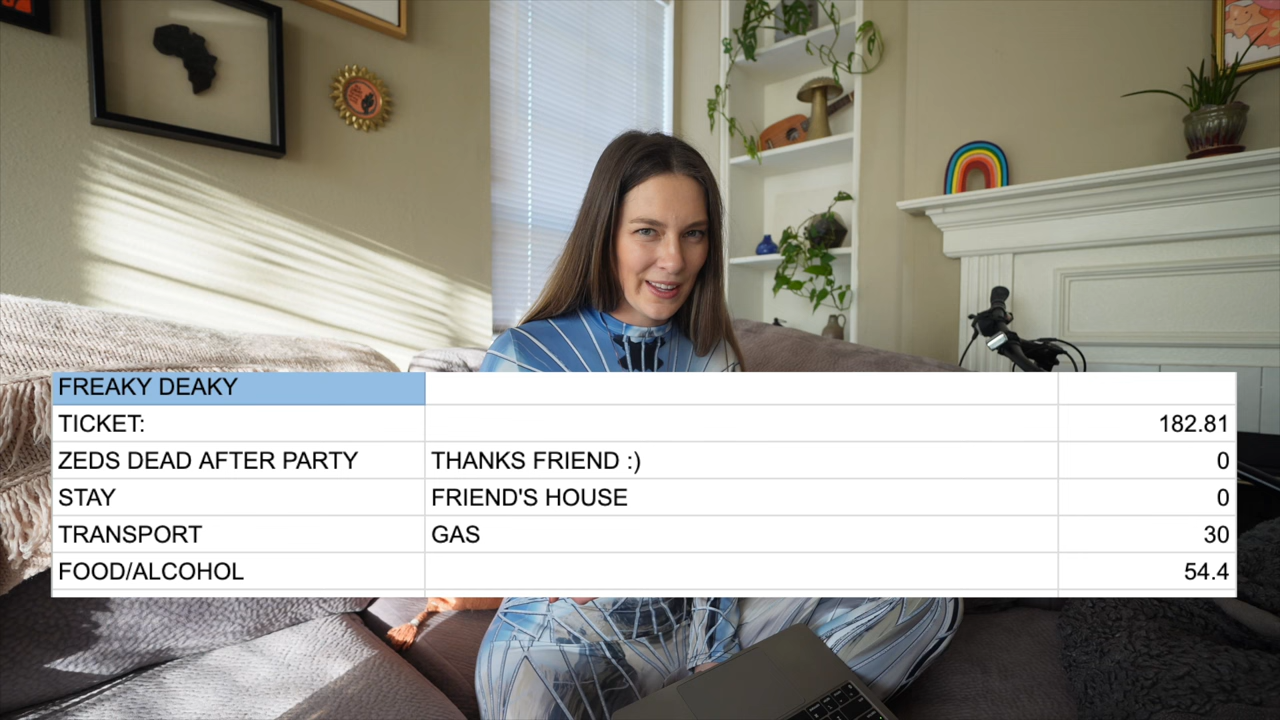 FREAKY DEAKY
TICKET: 182.81
ZEDS DEAD AFTER PARTY THANKS FRIEND :) 0
STAY FRIEND'S HOUSE 0
TRANSPORT GAS 30
FOOD/ALCOHOL 54.4